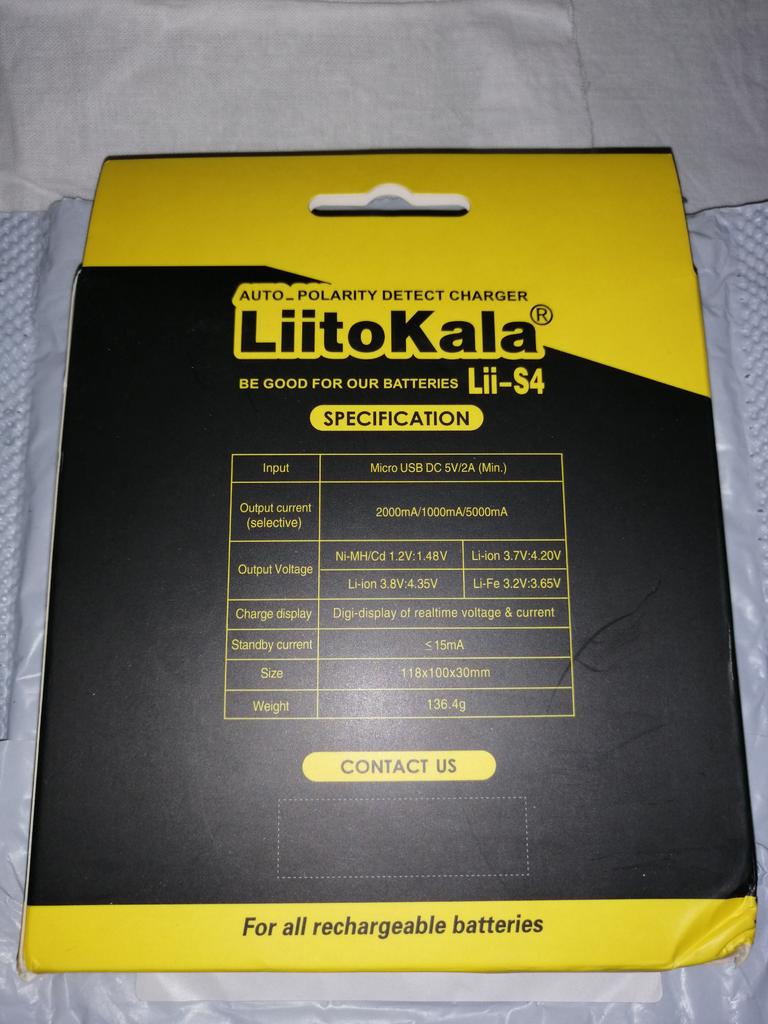 AUTO-POLARITY DETECT CHARGER
LiitoKala®
BE GOOD FOR OUR BATTERIES Lii-S4
SPECIFICATION
Input Micro USB DC 5V/2A (Min.)
Output current (selective) 2000mA/1000mA/5000mA
Output Voltage Ni-MH/Cd 1.2V:1.48V Li-ion 3.7V:4.20V
Li-ion 3.8V:4.35V Li-Fe 3.2V:3.65V
Charge display Digi-display of realtime voltage & current
Standby current ≤15mA
Size 118x100x30mm
Weight 136.4g
CONTACT US
For all rechargeable batteries